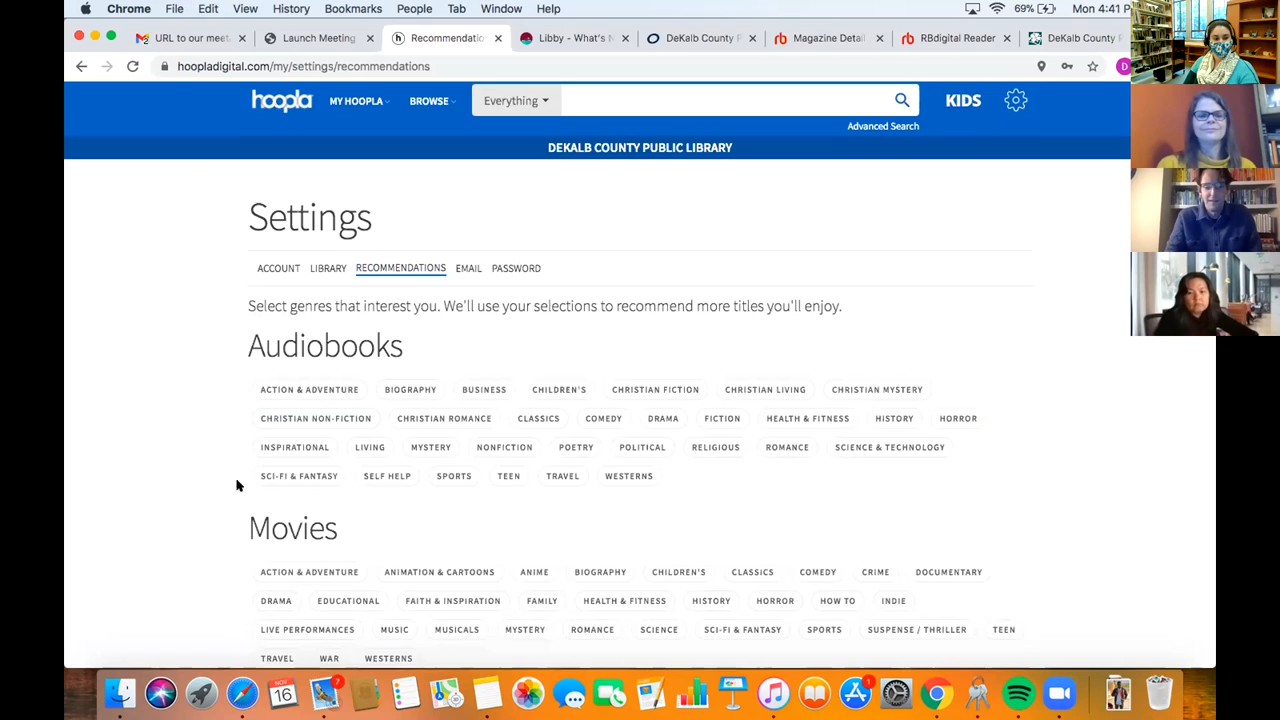 Chrome File Edit View History Bookmarks People Tab Window Help 69% Mon 4:41 P
URL to our meet Launch Meeting Recommendatio Libby - What's N DeKalb County P Magazine Detail RBdigital Reader DeKalb County P
hoopladigital.com/my/settings/recommendations
hoopla MY HOOPLA BROWSE Everything KIDS
Advanced Search
DEKALB COUNTY PUBLIC LIBRARY
Settings
ACCOUNT LIBRARY RECOMMENDATIONS EMAIL PASSWORD
Select genres that interest you. We'll use your selections to recommend more titles you'll enjoy.
Audiobooks
ACTION & ADVENTURE BIOGRAPHY BUSINESS CHILDREN'S CHRISTIAN FICTION CHRISTIAN LIVING CHRISTIAN MYSTERY
CHRISTIAN NON-FICTION CHRISTIAN ROMANCE CLASSICS COMEDY DRAMA FICTION HEALTH & FITNESS HISTORY HORROR
INSPIRATIONAL LIVING MYSTERY NONFICTION POETRY POLITICAL RELIGIOUS ROMANCE SCIENCE & TECHNOLOGY
SCI-FI & FANTASY SELF HELP SPORTS TEEN TRAVEL WESTERNS
Movies
ACTION & ADVENTURE ANIMATION & CARTOONS ANIME BIOGRAPHY CHILDREN'S CLASSICS COMEDY CRIME DOCUMENTARY
DRAMA EDUCATIONAL FAITH & INSPIRATION FAMILY HEALTH & FITNESS HISTORY HORROR HOW TO INDIE
LIVE PERFORMANCES MUSIC MUSICALS MYSTERY ROMANCE SCIENCE SCI-FI & FANTASY SPORTS SUSPENSE / THRILLER TEEN
TRAVEL WAR WESTERNS
NOV
16
7
1